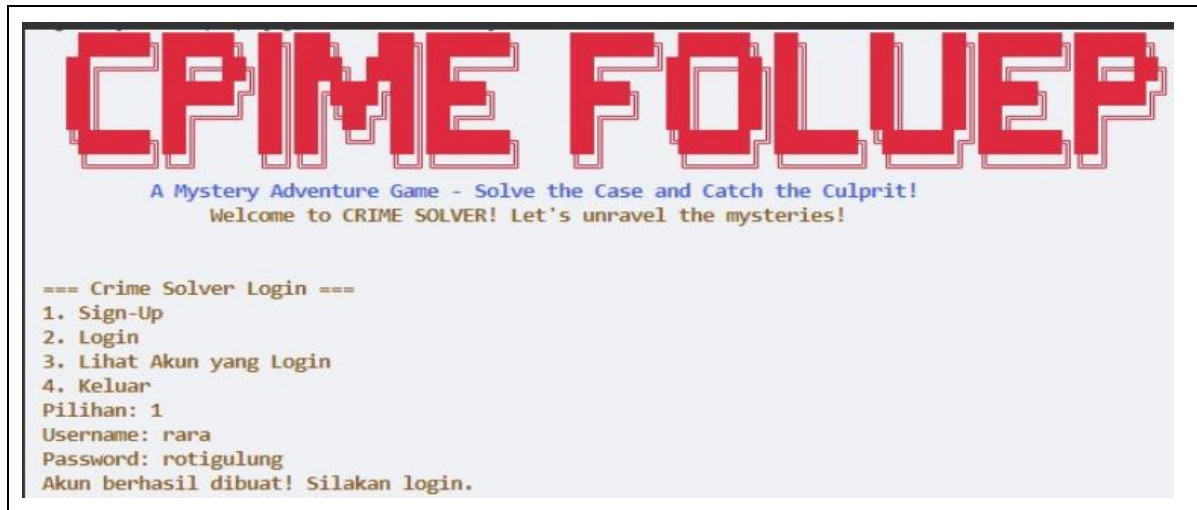 CPIME FOLUEP
A Mystery Adventure Game - Solve the Case and Catch the Culprit!
Welcome to CRIME SOLVER! Let's unravel the mysteries!
=== Crime Solver Login ===
1. Sign-Up
2. Login
3. Lihat Akun yang Login
4. Keluar
Pilihan: 1
Username: rara
Password: rotigulung
Akun berhasil dibuat! Silakan login.